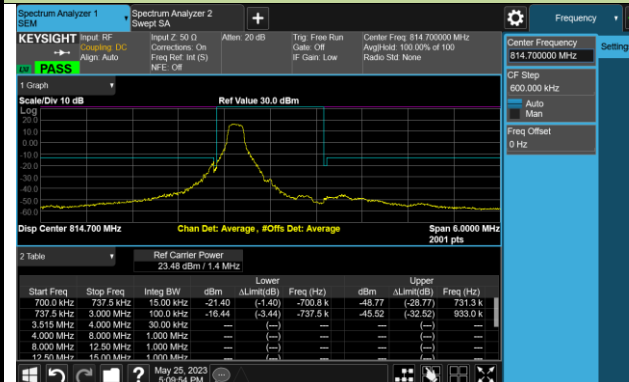 Spectrum Analyzer 1
SEM
Spectrum Analyzer 2
Swept SA
Frequency
KEYSIGHT
Input: RF
Coupling: DC
Align: Auto
Input Z: 50 Ω
Corrections: On
Freq Ref: Int (S)
NFE: Off
Atten: 20 dB
Trig: Free Run
Gate: Off
IF Gain: Low
Center Freq: 814.700000 MHz
Avg|Hold: 100.00% of 100
Radio Std: None
PASS
Center Frequency
814.700000 MHz
Settings
CF Step
600.000 kHz
Auto
Man
Freq Offset
0 Hz
1 Graph
Scale/Div 10 dB
Ref Value 30.0 dBm
Log
20.0
10.0
0.00
-10.0
-20.0
-30.0
-40.0
-50.0
-60.0
Disp Center 814.700 MHz
Chan Det: Average, #Offs Det: Average
Span 6.0000 MHz
2001 pts
2 Table
Ref Carrier Power
23.48 dBm / 1.4 MHz
Lower Upper
Start Freq Stop Freq Integ BW dBm ΔLimit(dB) Freq (Hz) dBm ΔLimit(dB) Freq (Hz)
700.0 kHz 737.5 kHz 15.00 kHz -21.40 (-1.40) -700.8 k -48.77 (-28.77) 731.3 k
737.5 kHz 3.000 MHz 100.0 kHz -16.44 (-3.44) -737.5 k -45.52 (-32.52) 933.0 k
3.515 MHz 4.000 MHz 30.00 kHz --- (---) --- --- (---) ---
4.000 MHz 8.000 MHz 1.000 MHz --- (---) --- --- (---) ---
8.000 MHz 12.50 MHz 1.000 MHz --- (---) --- --- (---) ---
12.50 MHz 15.00 MHz 1.000 MHz --- (---) --- --- (---) ---
May 25, 2023
5:09:54 PM